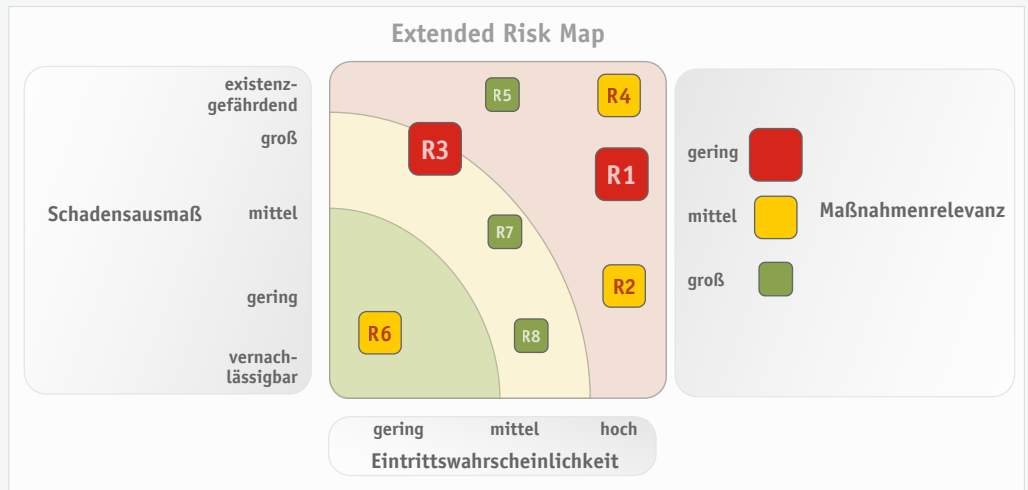 Extended Risk Map
existenz-
gefährdend
groß
Schadensausmaß
mittel
gering
vernach-
lässigbar
R5
R4
R3
R1
R7
R2
R6
R8
gering
mittel
Maßnahmenrelevanz
groß
gering mittel hoch
Eintrittswahrscheinlichkeit